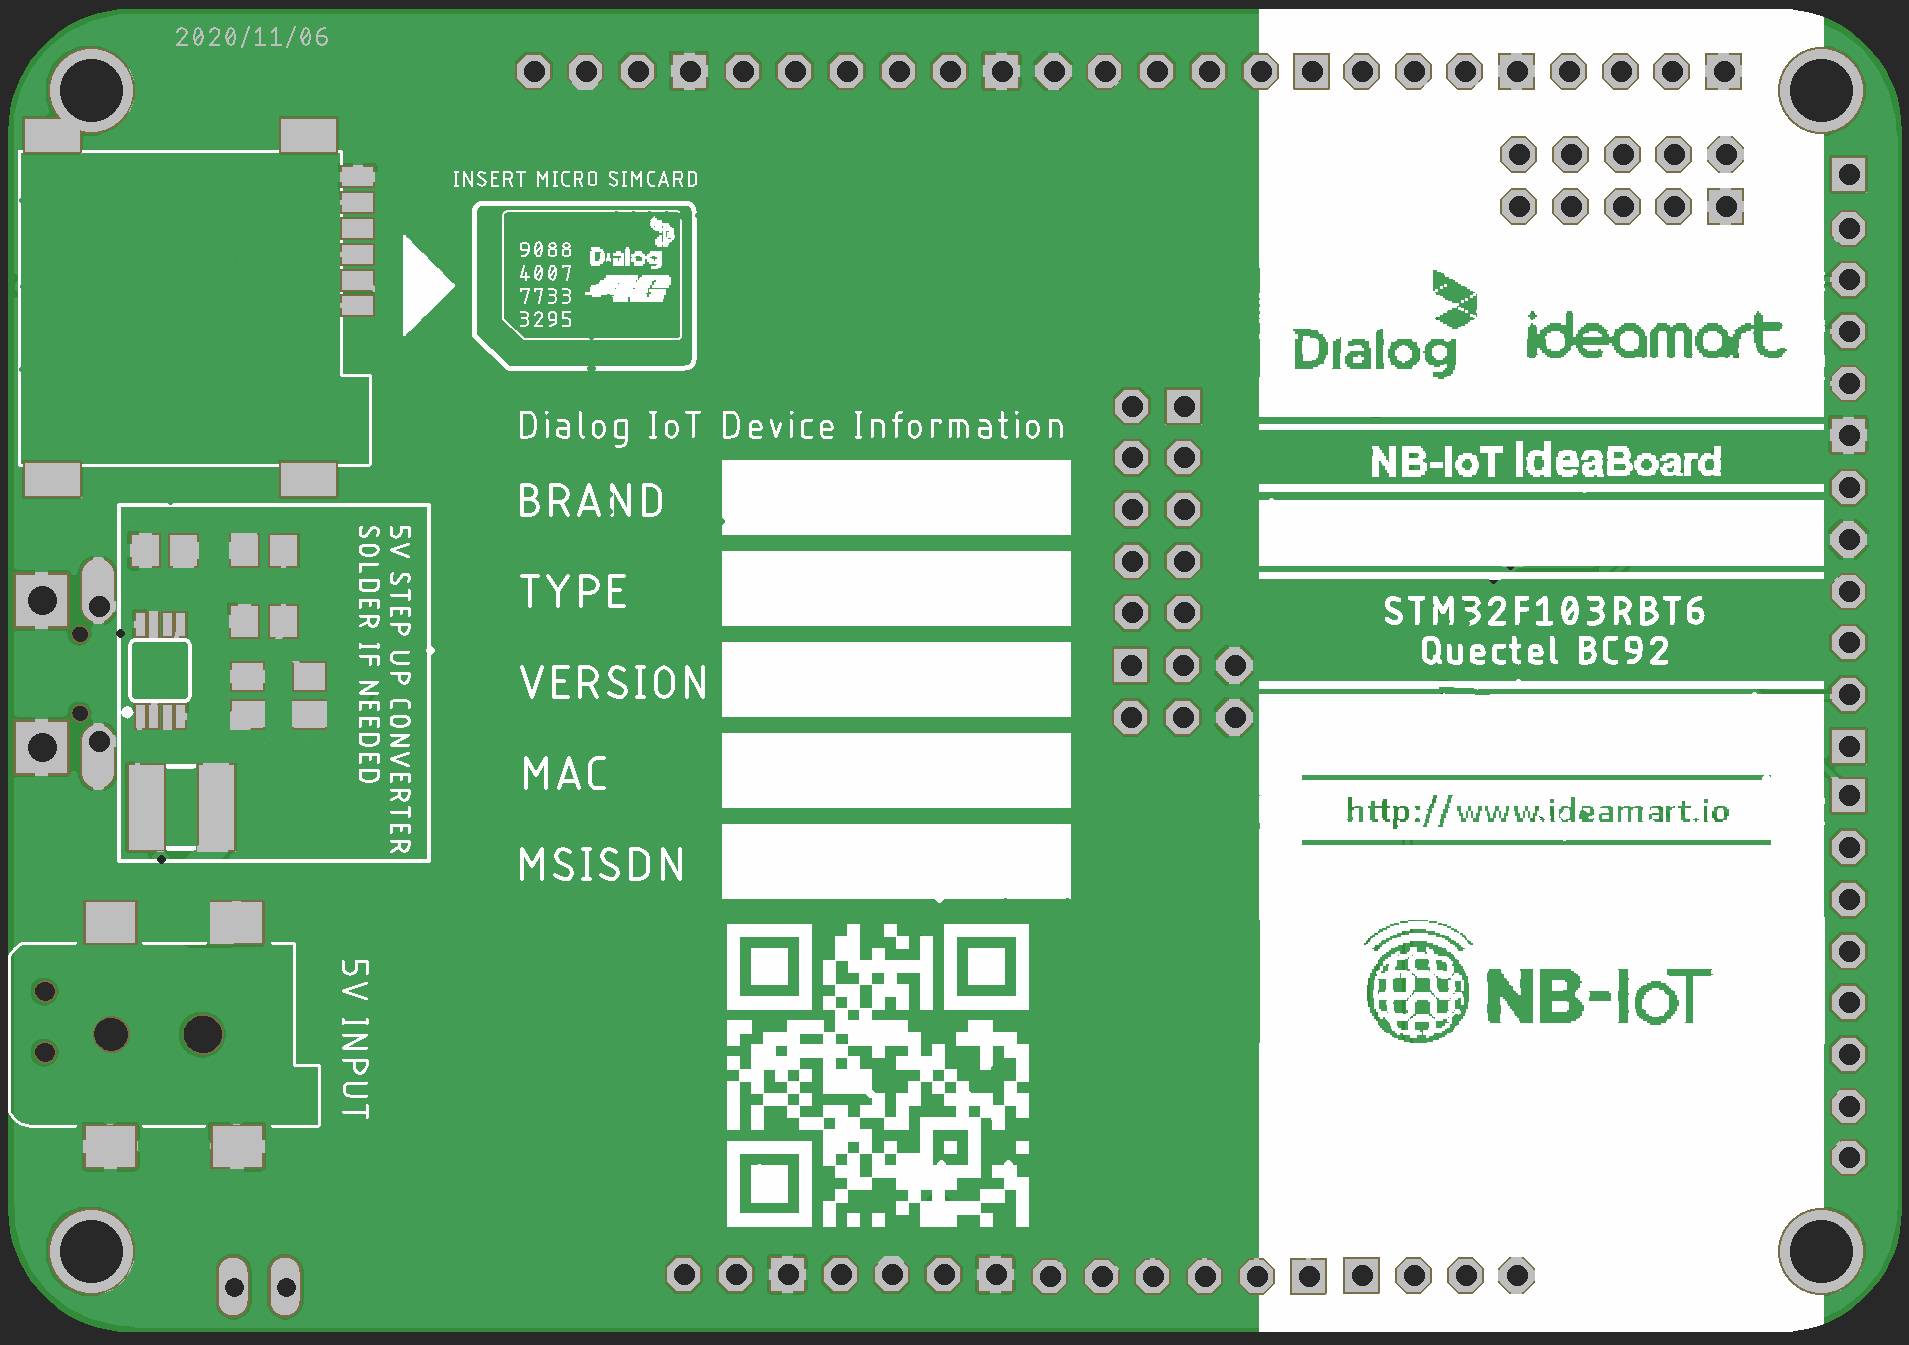 2020/11/06
INSERT MICRO SIMCARD
9088
4007
7733
3295
Dialog
Dialog
ideamart
Dialog IoT Device Information
BRAND
TYPE
VERSION
MAC
MSISDN
NB-IoT IdeaBoard
STM32F103RBT6
Quectel BC92
http://www.ideamart.io
NB-IoT
5V STEP UP CONVERTER
SOLDER IF NEEDED
5V INPUT